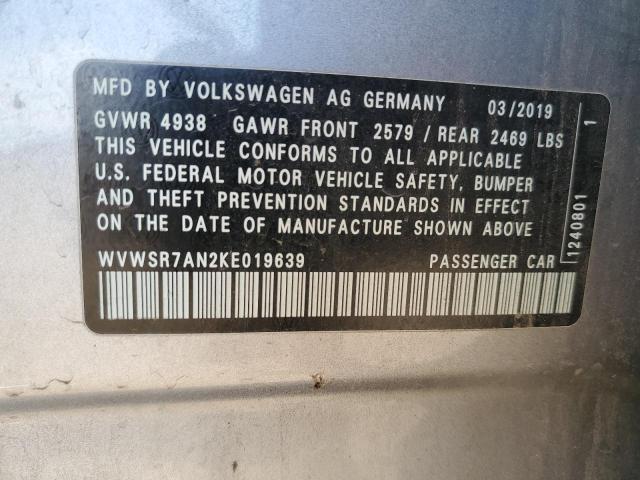 MFD BY VOLKSWAGEN AG GERMANY 03/2019
GVWR 4938 GAWR FRONT 2579 / REAR 2469 LBS
THIS VEHICLE CONFORMS TO ALL APPLICABLE
U.S. FEDERAL MOTOR VEHICLE SAFETY, BUMPER
AND THEFT PREVENTION STANDARDS IN EFFECT
ON THE DATE OF MANUFACTURE SHOWN ABOVE
WVWSR7AN2KE019639 PASSENGER CAR
1240801 1